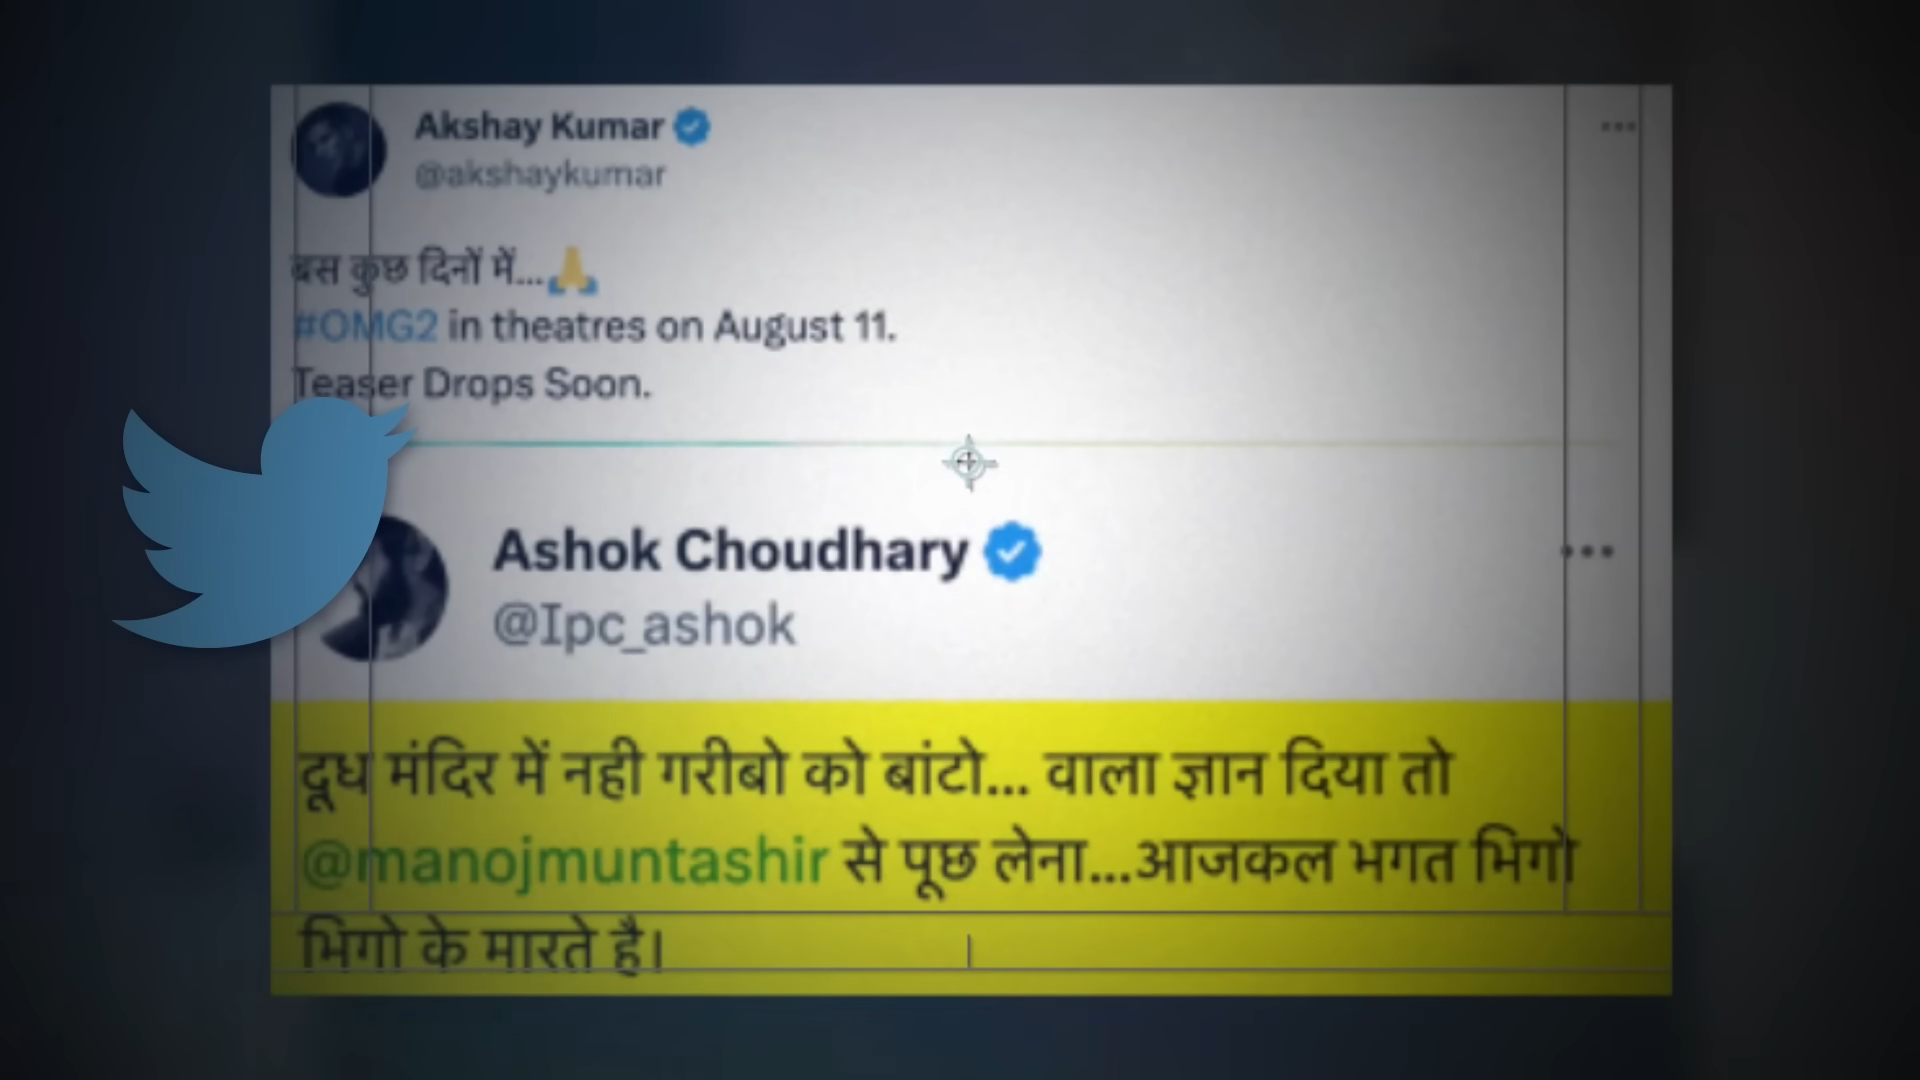 Akshay Kumar
@akshaykumar
बस कुछ दिनों में...🙏
#OMG2 in theatres on August 11.
Teaser Drops Soon.
Ashok Choudhary
@Ipc_ashok
दूध मंदिर में नही गरीबो को बांटो... वाला ज्ञान दिया तो
@manojmuntashir से पूछ लेना...आजकल भगत भिगो
भिगो के मारते है।